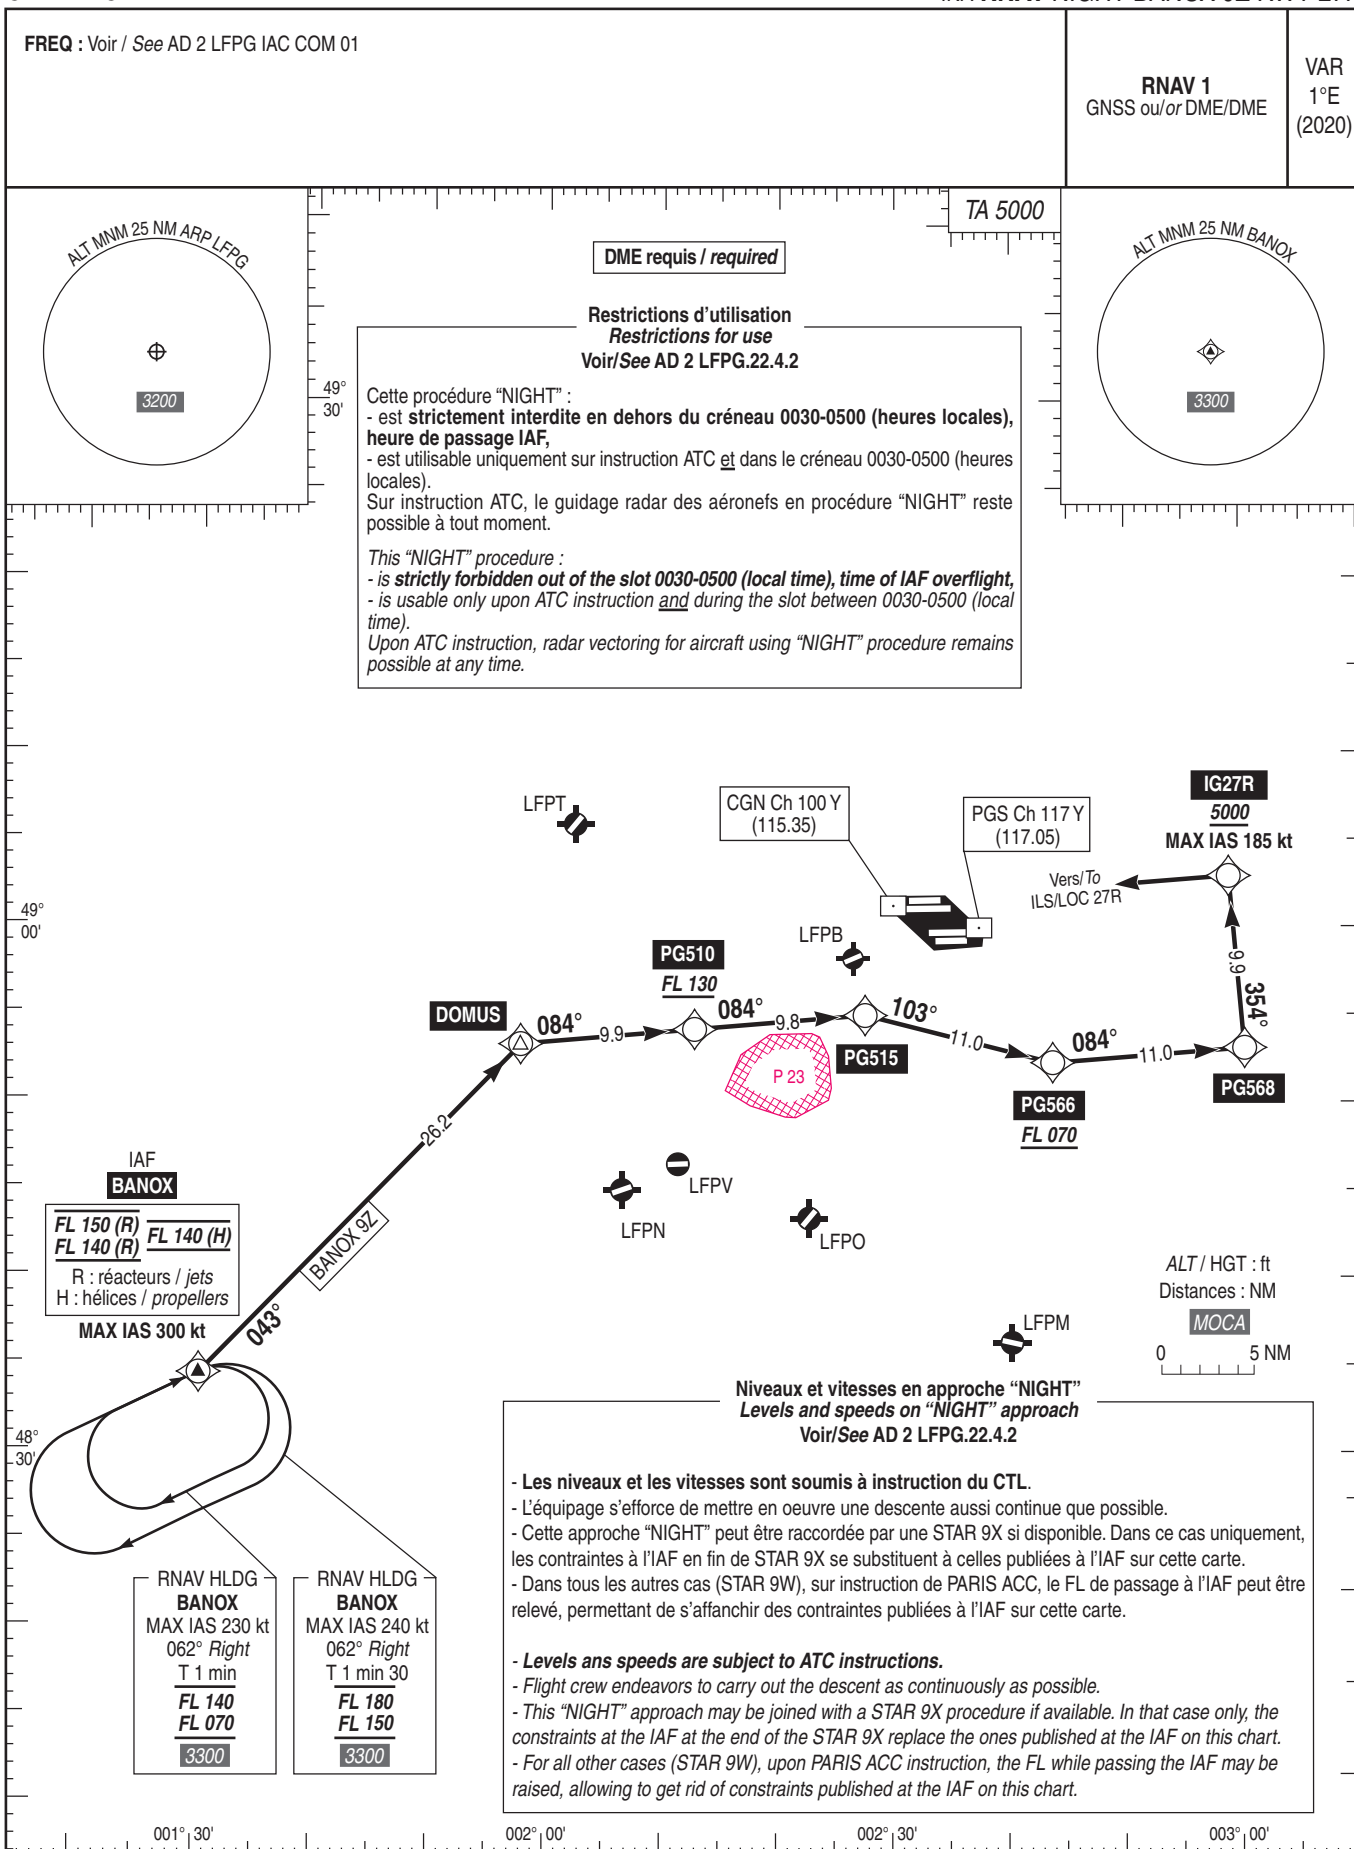 FREQ : Voir / See AD 2 LFPG IAC COM 01
RNAV 1
GNSS ou/or DME/DME
VAR
1°E
(2020)
ALT MNM 25 NM ARP LFPG
3200
TA 5000
ALT MNM 25 NM BANOX
3300
DME requis / required
Restrictions d'utilisation
Restrictions for use
Voir/See AD 2 LFPG.22.4.2
Cette procédure “NIGHT” :
- est strictement interdite en dehors du créneau 0030-0500 (heures locales),
heure de passage IAF,
- est utilisable uniquement sur instruction ATC et dans le créneau 0030-0500 (heures
locales).
Sur instruction ATC, le guidage radar des aéronefs en procédure “NIGHT” reste
possible à tout moment.
This “NIGHT” procedure :
- is strictly forbidden out of the slot 0030-0500 (local time), time of IAF overflight,
- is usable only upon ATC instruction and during the slot between 0030-0500 (local
time).
Upon ATC instruction, radar vectoring for aircraft using “NIGHT” procedure remains
possible at any time.
49°
30'
LFPT
CGN Ch 100 Y
(115.35)
PGS Ch 117 Y
(117.05)
IG27R
5000
MAX IAS 185 kt
Vers/To
ILS/LOC 27R
49°
00'
LFPB
PG510
FL 130
DOMUS
084°
9.9
084°
9.8
103°
11.0
084°
11.0
9.9
354°
PG515
P 23
PG566
FL 070
PG568
26.2
IAF
BANOX
FL 150 (R)
FL 140 (R)
FL 140 (H)
R : réacteurs / jets
H : hélices / propellers
MAX IAS 300 kt
043°
BANOX 9Z
LFPV
LFPN
LFPO
LFPM
ALT / HGT : ft
Distances : NM
MOCA
0
5 NM
48°
30'
RNAV HLDG
BANOX
MAX IAS 230 kt
062° Right
T 1 min
FL 140
FL 070
3300
RNAV HLDG
BANOX
MAX IAS 240 kt
062° Right
T 1 min 30
FL 180
FL 150
3300
Niveaux et vitesses en approche “NIGHT”
Levels and speeds on “NIGHT” approach
Voir/See AD 2 LFPG.22.4.2
- Les niveaux et les vitesses sont soumis à instruction du CTL.
- L'équipage s'efforce de mettre en oeuvre une descente aussi continue que possible.
- Cette approche “NIGHT” peut être raccordée par une STAR 9X si disponible. Dans ce cas uniquement,
les contraintes à l'IAF en fin de STAR 9X se substituent à celles publiées à l'IAF sur cette carte.
- Dans tous les autres cas (STAR 9W), sur instruction de PARIS ACC, le FL de passage à l'IAF peut être
relevé, permettant de s'affanchir des contraintes publiées à l'IAF sur cette carte.
- Levels ans speeds are subject to ATC instructions.
- Flight crew endeavors to carry out the descent as continuously as possible.
- This “NIGHT” approach may be joined with a STAR 9X procedure if available. In that case only, the
constraints at the IAF at the end of the STAR 9X replace the ones published at the IAF on this chart.
- For all other cases (STAR 9W), upon PARIS ACC instruction, the FL while passing the IAF may be
raised, allowing to get rid of constraints published at the IAF on this chart.
001° 30'
002° 00'
002° 30'
003° 00'